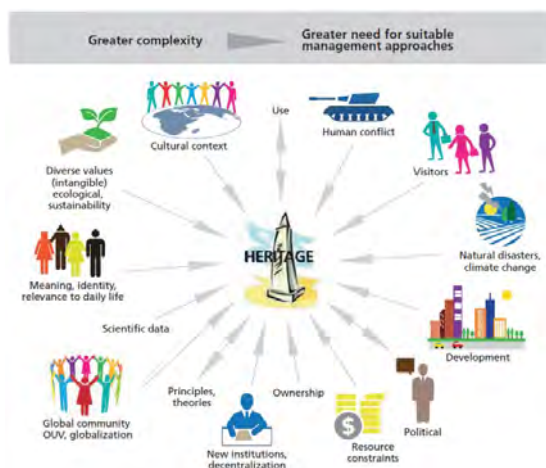 Greater complexity
Greater need for suitable
management approaches
Cultural context
Use
Human conflict
Visitors
Diverse values
(intangible)
ecological,
sustainability
Natural disasters,
climate change
HERITAGE
Meaning, identity,
relevance to daily life
Scientific data
Development
Global community
OUV, globalization
Principles,
theories
Ownership
Political
New institutions,
decentralization
$
Resource
constraints